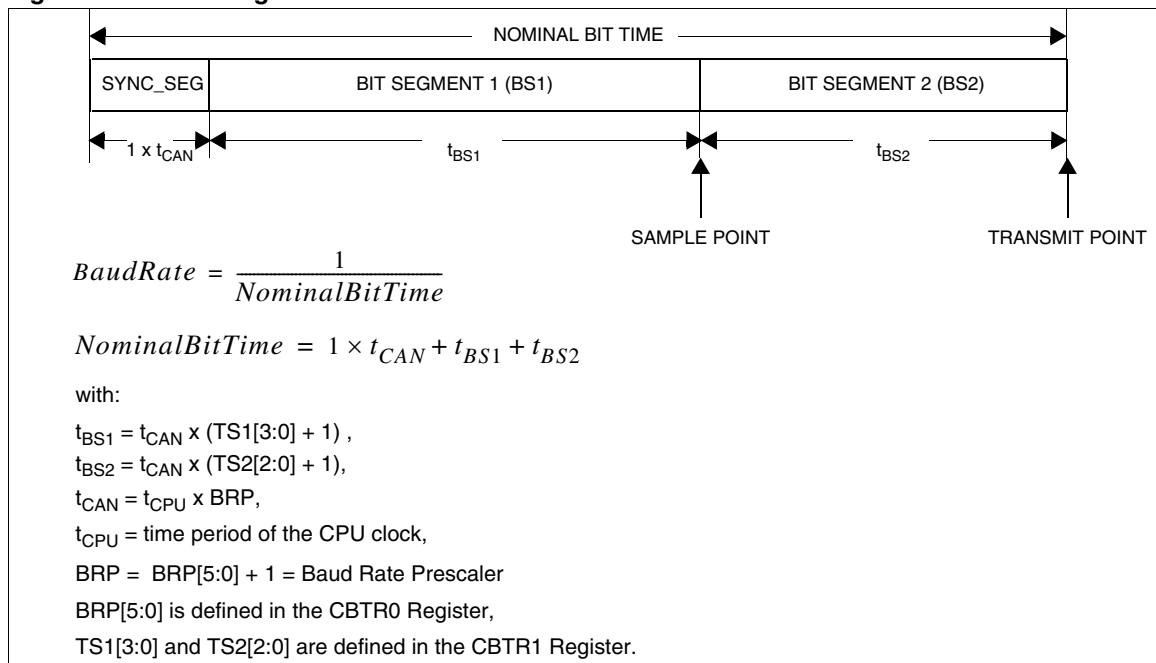 NOMINAL BIT TIME
SYNC_SEG BIT SEGMENT 1 (BS1) BIT SEGMENT 2 (BS2)
1 x tCAN tBS1 tBS2
SAMPLE POINT TRANSMIT POINT
BaudRate = 1 / NominalBitTime
NominalBitTime = 1 × tCAN + tBS1 + tBS2
with:
tBS1 = tCAN x (TS1[3:0] + 1) ,
tBS2 = tCAN x (TS2[2:0] + 1),
tCAN = tCPU x BRP,
tCPU = time period of the CPU clock,
BRP = BRP[5:0] + 1 = Baud Rate Prescaler
BRP[5:0] is defined in the CBTR0 Register,
TS1[3:0] and TS2[2:0] are defined in the CBTR1 Register.